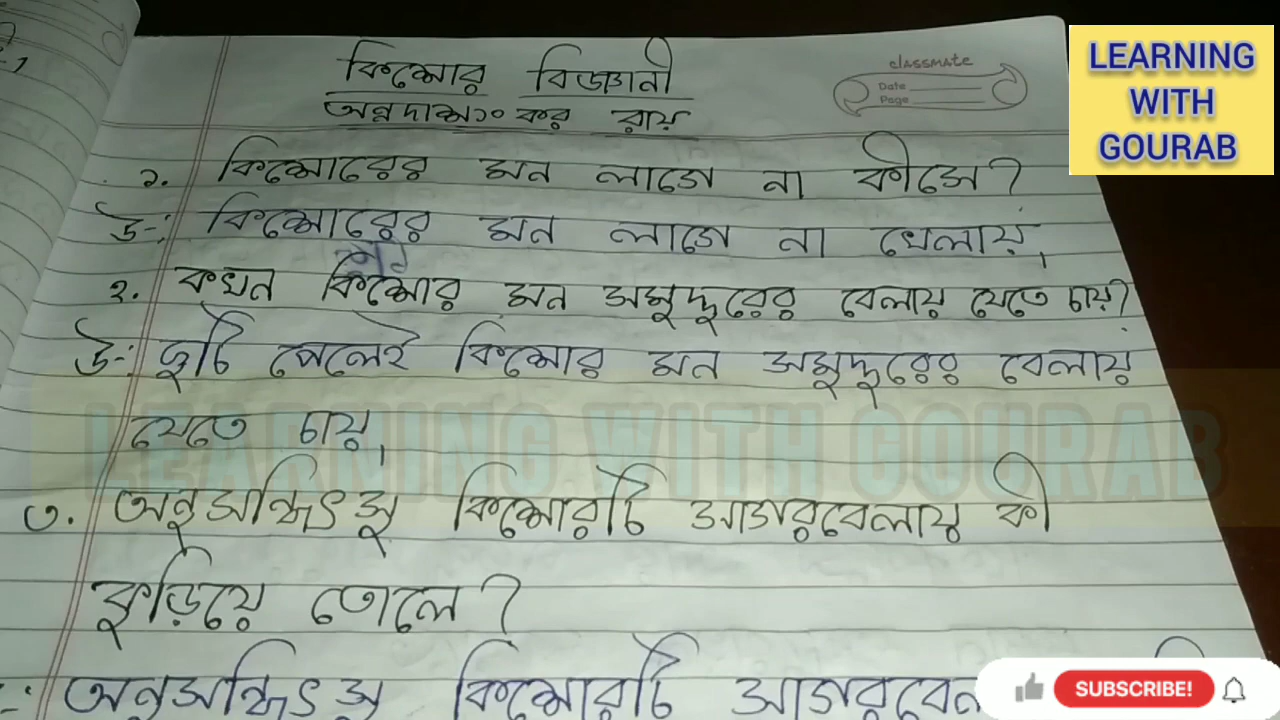 কিশোর বিজ্ঞানী
classmate
Date
Page
অন্নদাশংকর রায়
LEARNING WITH GOURAB
১. কিশোরের মন লাগে না কীসে?
উ-: কিশোরের মন লাগে না খেলায়।
২. কখন কিশোর মন সমুদ্দুরের বেলায় যেতে চায়?
উ-: ছুটি পেলেই কিশোর মন সমুদ্দুরের বেলায়
যেতে চায়।
LEARNING WITH GOURAB
৩. অনুসন্ধিৎসু কিশোরটি সাগরবেলায় কী
কুড়িয়ে তোলে?
অনুসন্ধিৎসু কিশোরটি
SUBSCRIBE!